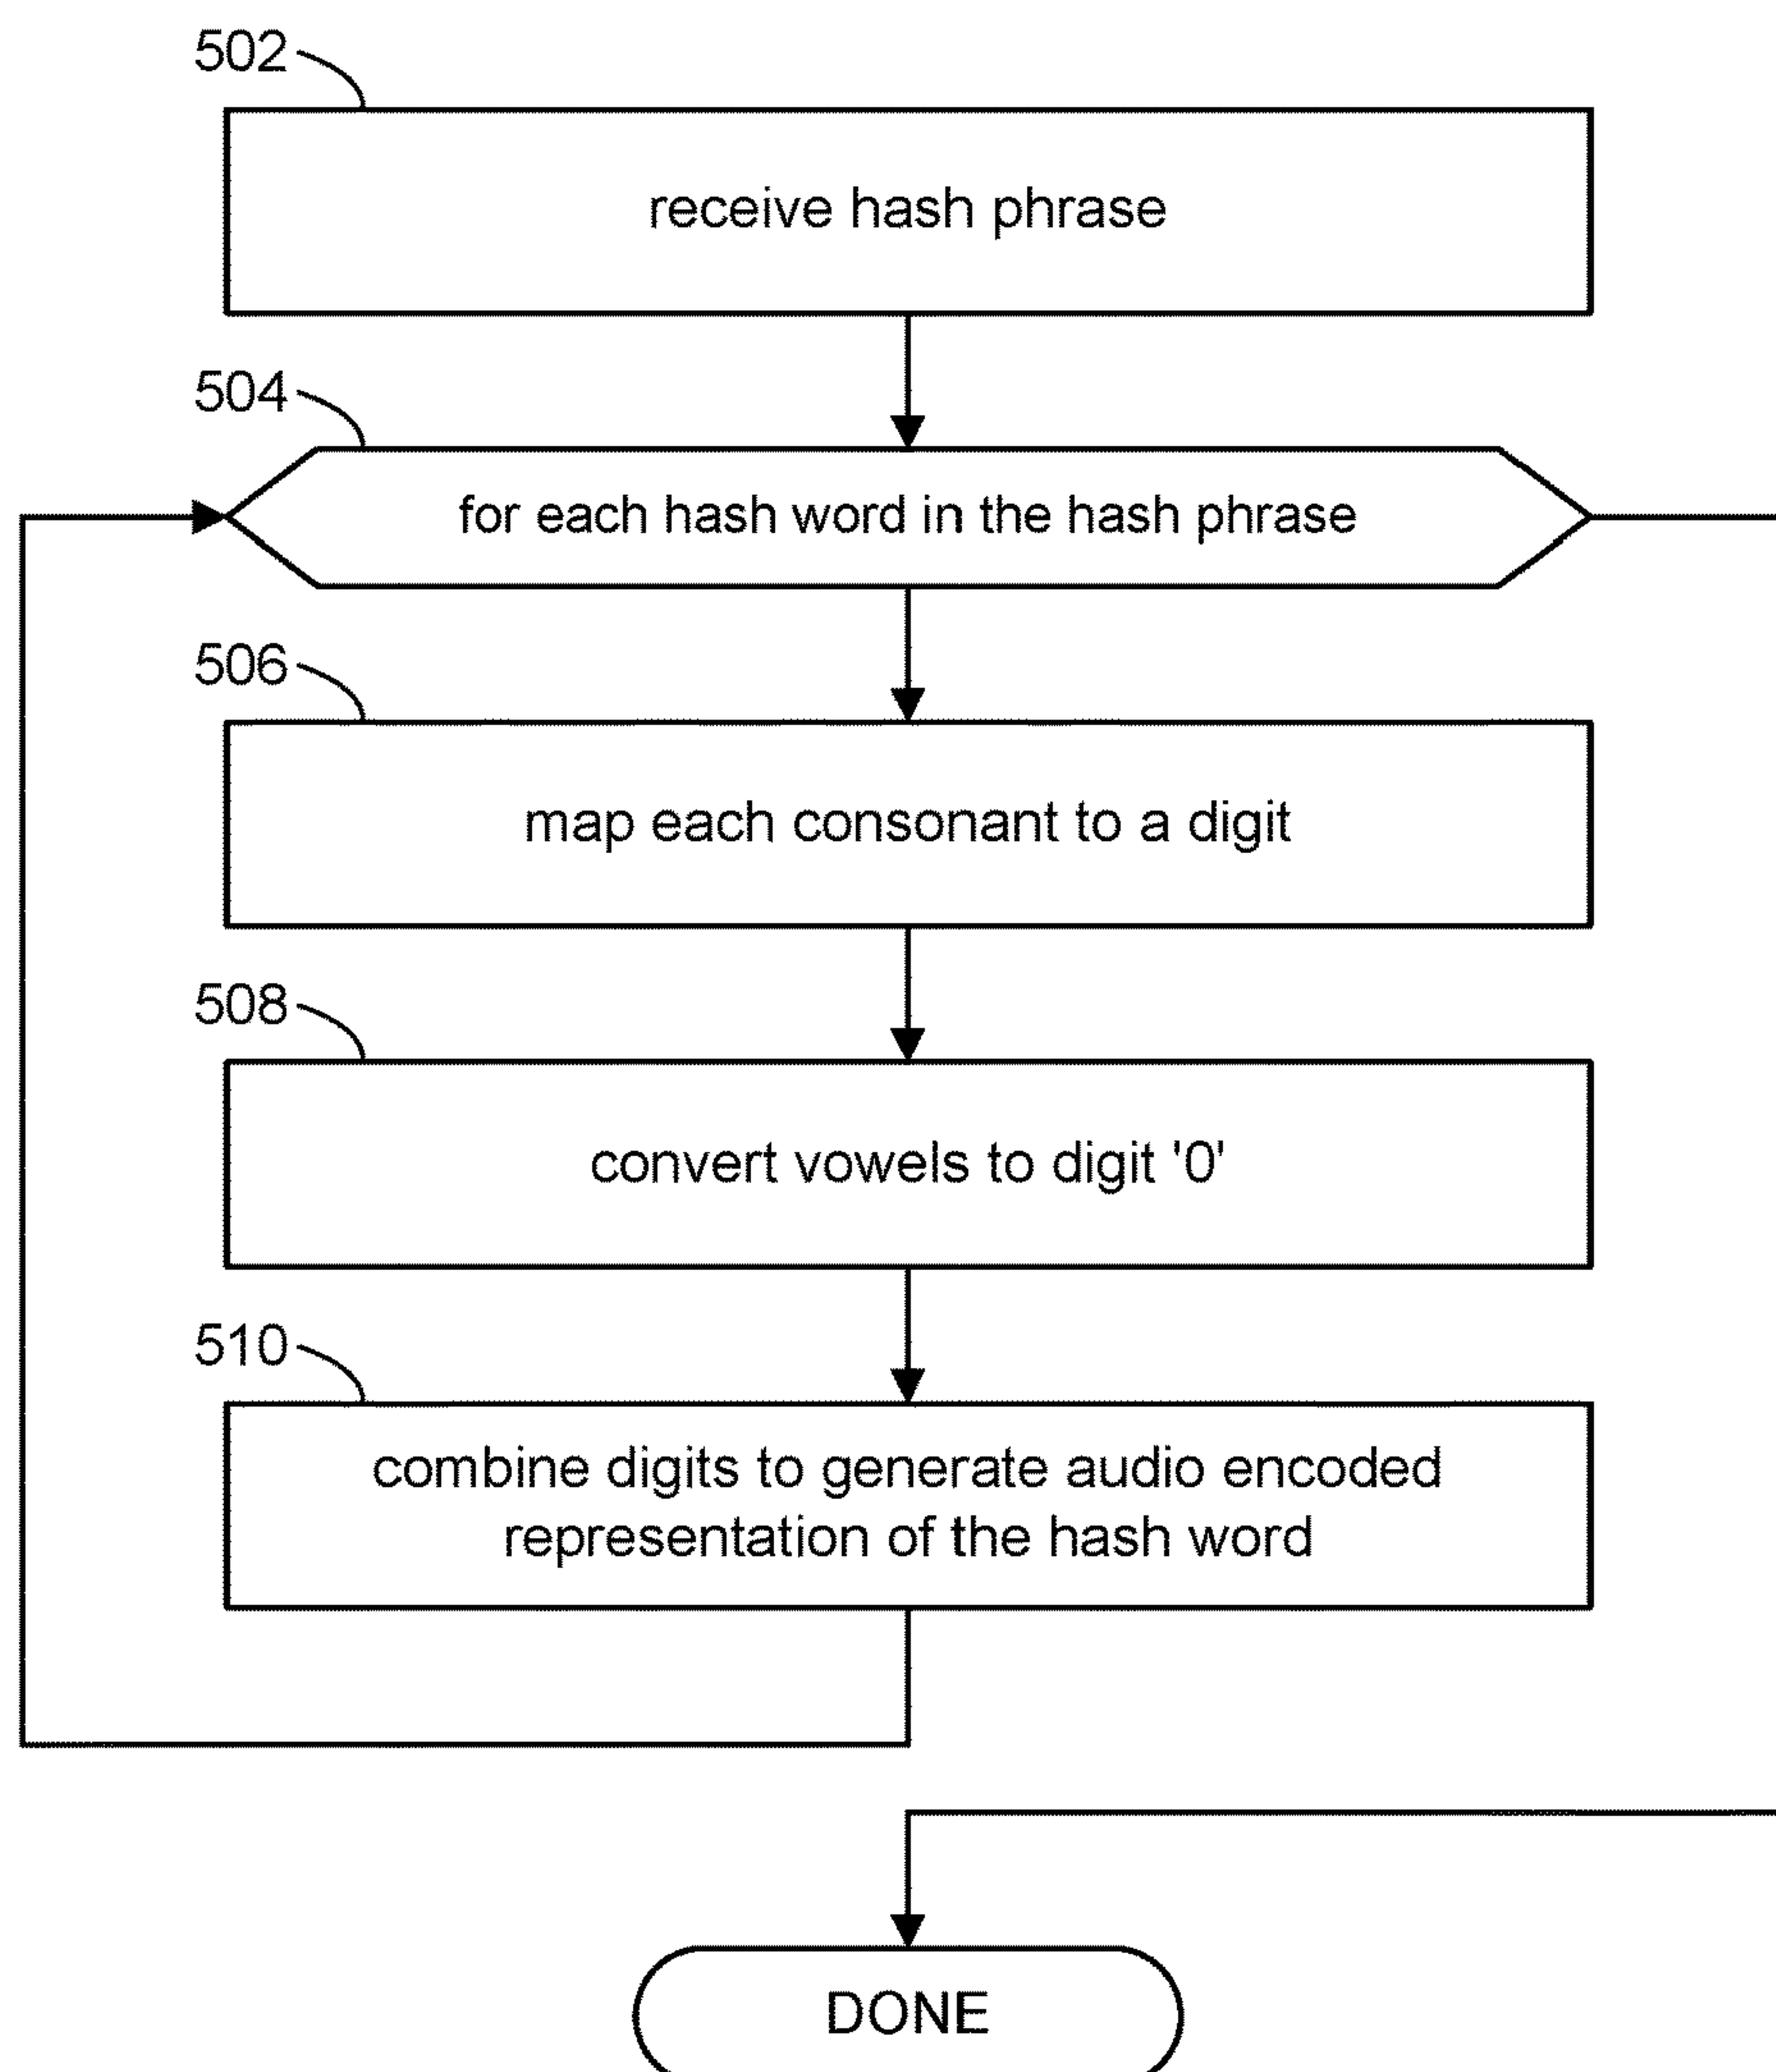 502
receive hash phrase
504
for each hash word in the hash phrase
506
map each consonant to a digit
508
convert vowels to digit '0'
510
combine digits to generate audio encoded
representation of the hash word
DONE